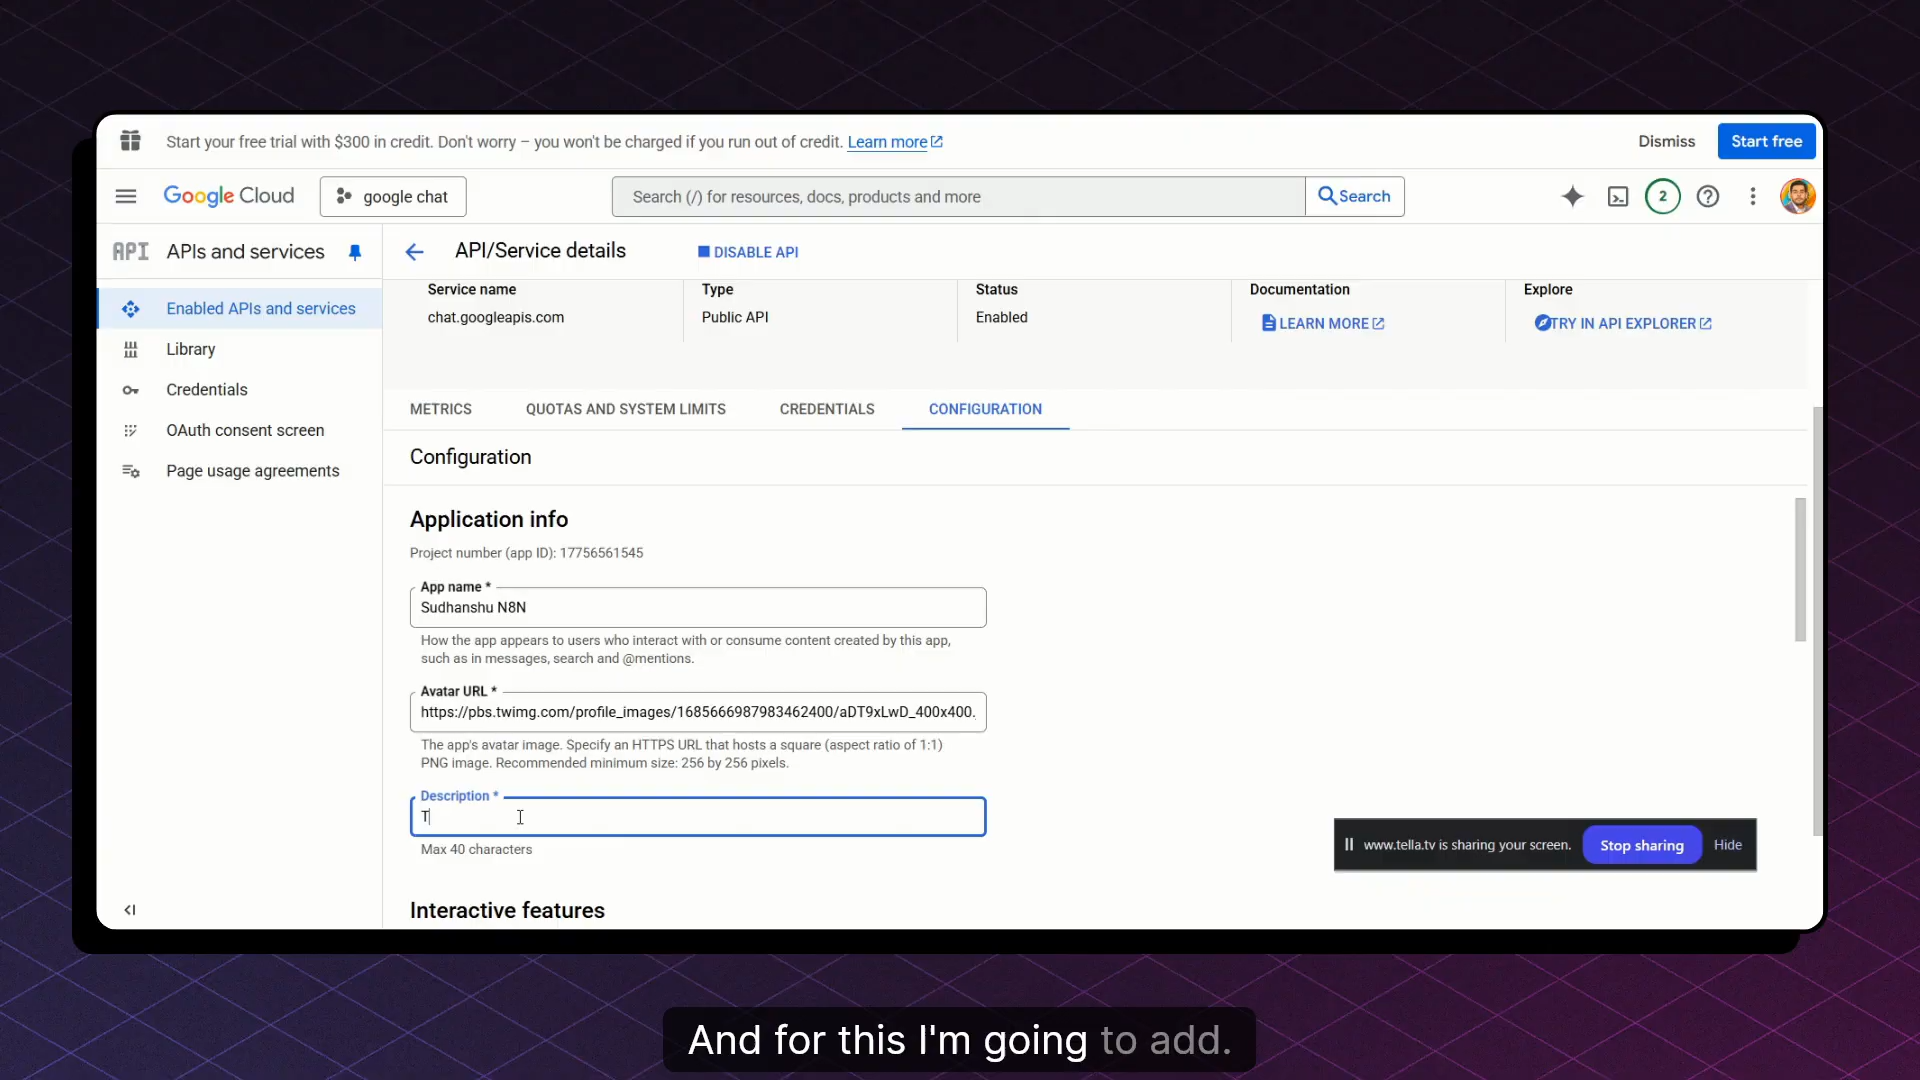 Start your free trial with $300 in credit. Don't worry – you won't be charged if you run out of credit. Learn more
Dismiss
Start free
Google Cloud
google chat
Search (/) for resources, docs, products and more
Search
2
API
APIs and services
API/Service details
DISABLE API
Enabled APIs and services
Library
Credentials
OAuth consent screen
Page usage agreements
Service name
chat.googleapis.com
Type
Public API
Status
Enabled
Documentation
LEARN MORE
Explore
TRY IN API EXPLORER
METRICS
QUOTAS AND SYSTEM LIMITS
CREDENTIALS
CONFIGURATION
Configuration
Application info
Project number (app ID): 17756561545
App name *
Sudhanshu N8N
How the app appears to users who interact with or consume content created by this app,
such as in messages, search and @mentions.
Avatar URL *
https://pbs.twimg.com/profile_images/1685666987983462400/aDT9xLwD_400x400.
The app's avatar image. Specify an HTTPS URL that hosts a square (aspect ratio of 1:1)
PNG image. Recommended minimum size: 256 by 256 pixels.
Description *
T
Max 40 characters
Interactive features
www.tella.tv is sharing your screen.
Stop sharing
Hide
And for this I'm going to add.